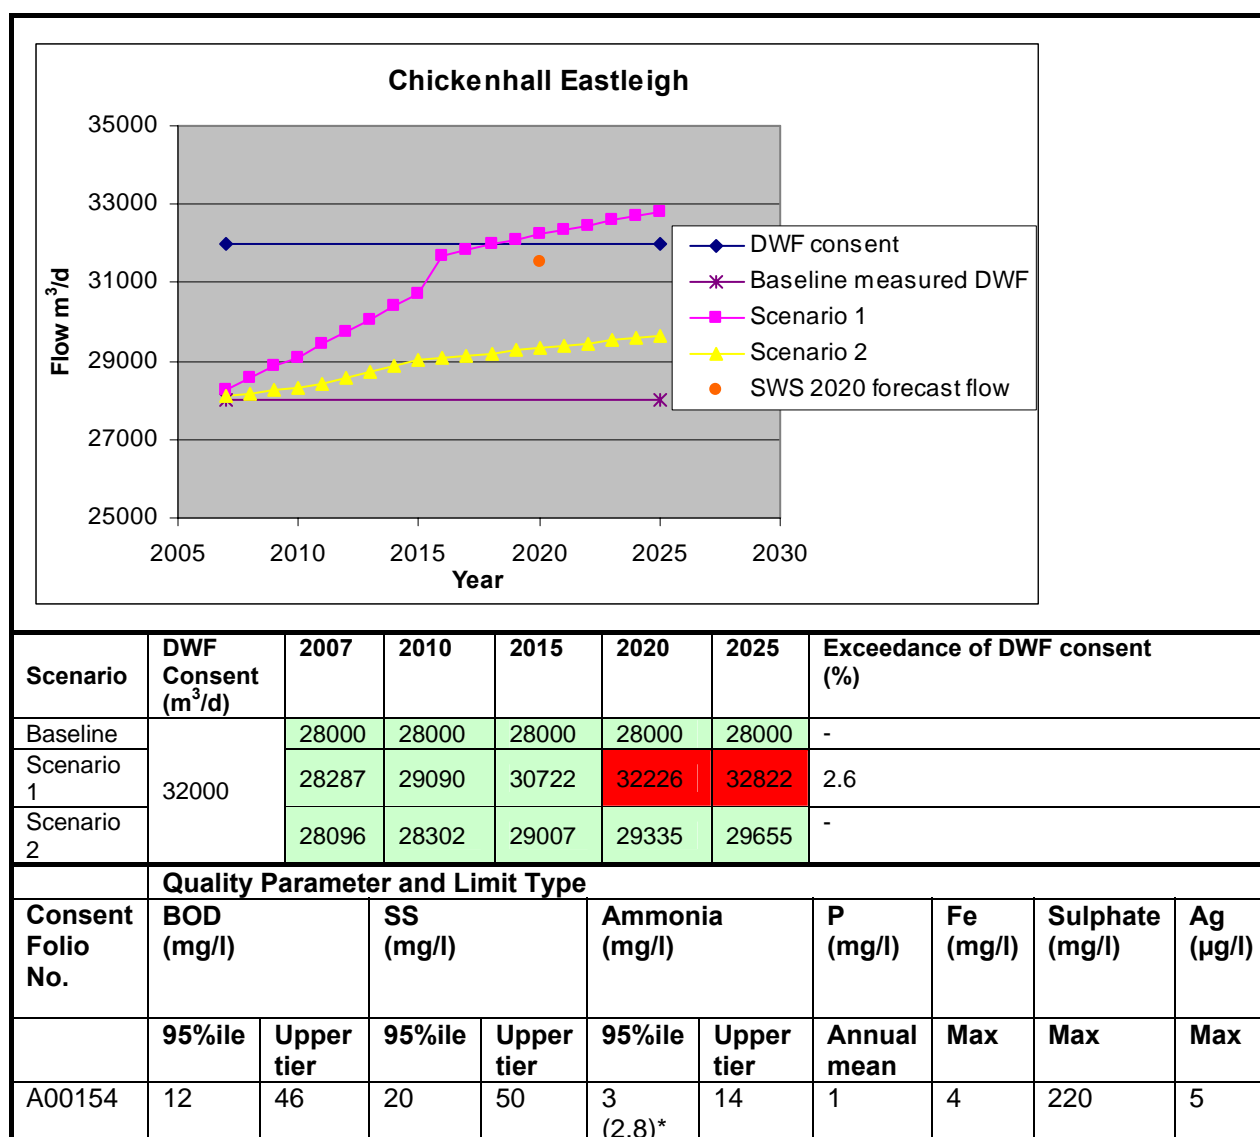 Chickenhall Eastleigh
35000
33000
31000
29000
27000
25000
Flow m³/d
2005 2010 2015 2020 2025 2030
Year
DWF consent
Baseline measured DWF
Scenario 1
Scenario 2
SWS 2020 forecast flow
Scenario DWF Consent (m³/d) 2007 2010 2015 2020 2025 Exceedance of DWF consent (%)
Baseline 32000 28000 28000 28000 28000 28000 -
Scenario 1 28287 29090 30722 32226 32822 2.6
Scenario 2 28096 28302 29007 29335 29655 -
Quality Parameter and Limit Type
Consent Folio No. BOD (mg/l) SS (mg/l) Ammonia (mg/l) P (mg/l) Fe (mg/l) Sulphate (mg/l) Ag (µg/l)
95%ile Upper tier 95%ile Upper tier 95%ile Upper tier Annual mean Max Max Max
A00154 12 46 20 50 3 (2.8)* 14 1 4 220 5